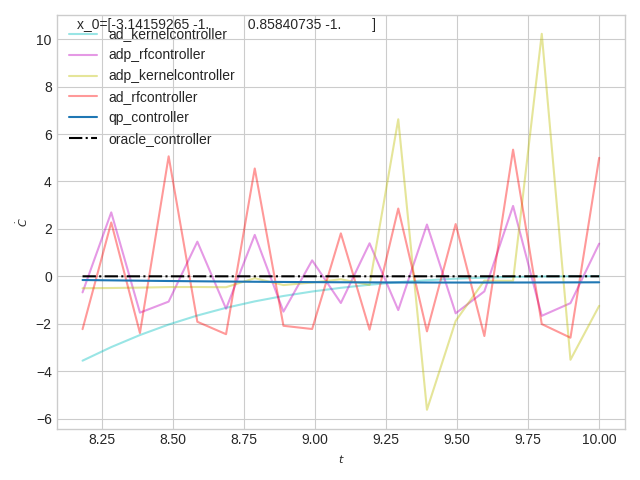 x_0=[-3.14159265 -1. 0.85840735 -1. ]
ad_kernelcontroller
adp_rfcontroller
adp_kernelcontroller
ad_rfcontroller
qp_controller
oracle_controller
10
8
6
4
2
0
−2
−4
−6
Ċ
8.25 8.50 8.75 9.00 9.25 9.50 9.75 10.00
t